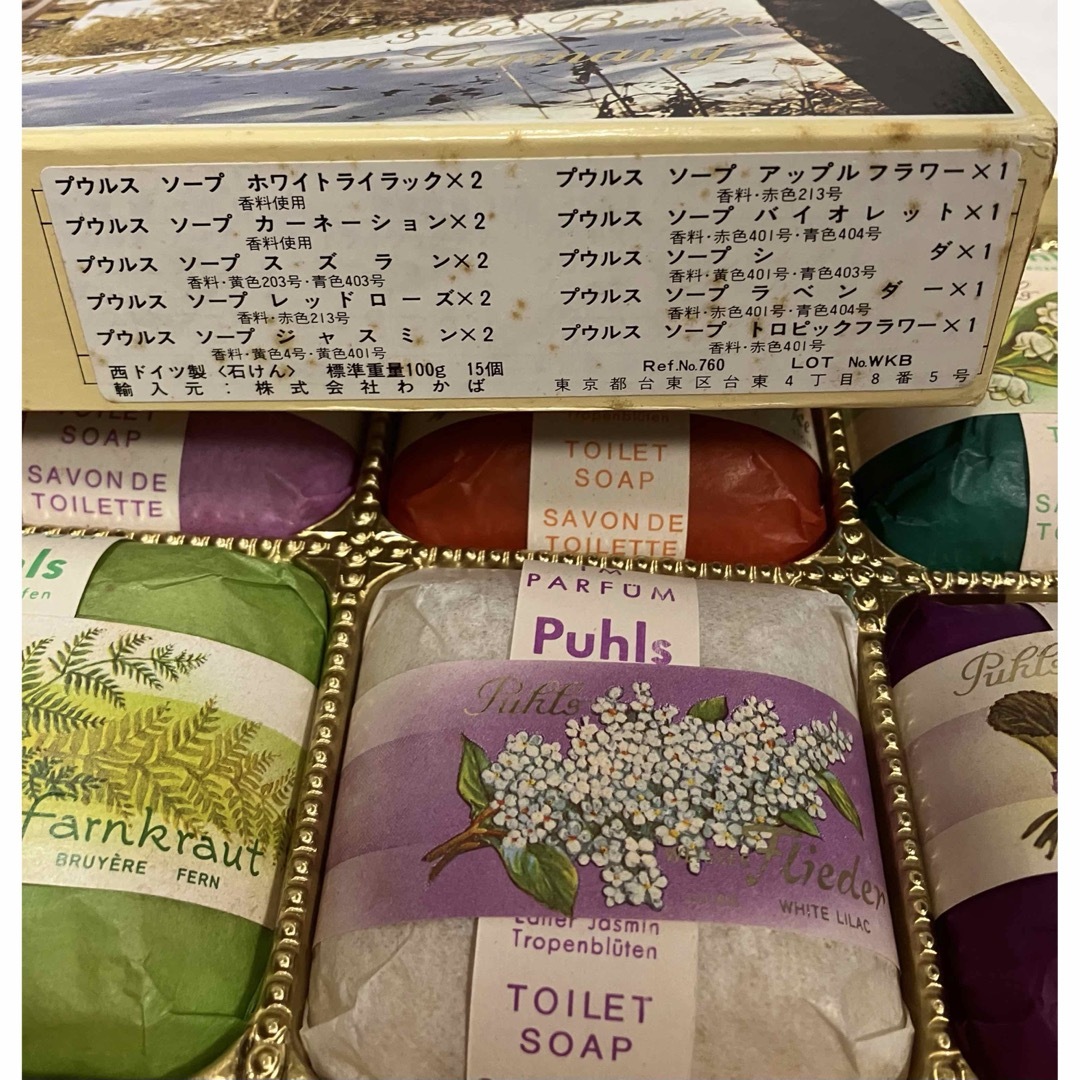 & Co.
Western Germany
プウルス ソープ ホワイトライラック×2
香料使用
プウルス ソープ カーネーション×2
香料使用
プウルス ソープ スズラン×2
香料・黄色203号・青色403号
プウルス ソープ レッドローズ×2
香料・赤色213号
プウルス ソープ ジャスミン×2
香料・黄色4号・黄色401号
西ドイツ製〈石けん〉 標準重量100g 15個
輸入元：株式会社わかば
プウルス ソープ アップルフラワー×1
香料・赤色213号
プウルス ソープ バイオレット×1
香料・赤色401号・青色404号
プウルス ソープ シダ×1
香料・黄色401号・青色403号
プウルス ソープ ラベンダー×1
香料・赤色401号・青色404号
プウルス ソープ トロピックフラワー×1
香料・赤色401号
Ref.No.760 LOT No.WKB
東京都台東区台東4丁目8番5号
TOILET
SOAP
SAVON DE
TOILETTE
Tropenblüten
TOILET
SOAP
SAVON DE
TOILETTE
Farnkraut
BRUYÈRE FERN
PARFÜM
Puhls
Puhls
Flieder
WHITE LILAC
Jasmin
Tropenblüten
TOILET
SOAP
Puhls